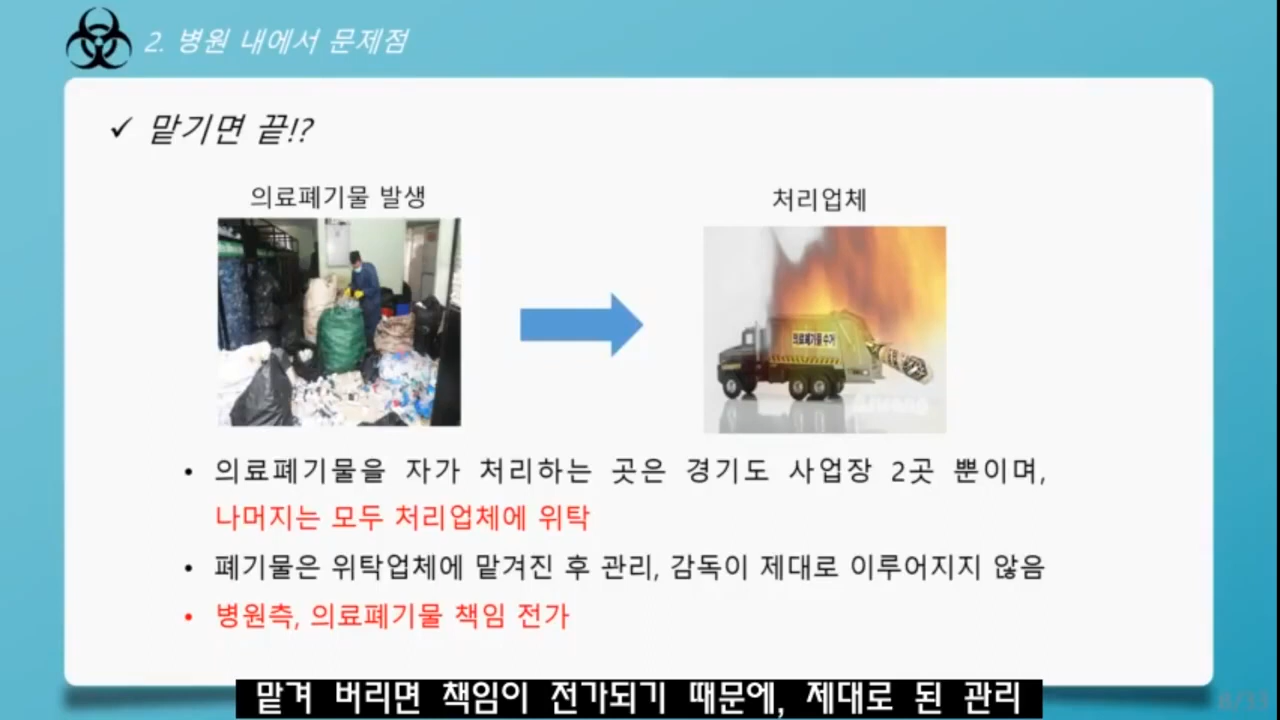 2. 병원 내에서 문제점
✓ 맡기면 끝!?
의료폐기물 발생
처리업체
의료폐기물 수거
• 의료폐기물을 자가 처리하는 곳은 경기도 사업장 2곳 뿐이며,
나머지는 모두 처리업체에 위탁
• 폐기물은 위탁업체에 맡겨진 후 관리, 감독이 제대로 이루어지지 않음
• 병원측, 의료폐기물 책임 전가
맡겨 버리면 책임이 전가되기 때문에, 제대로 된 관리